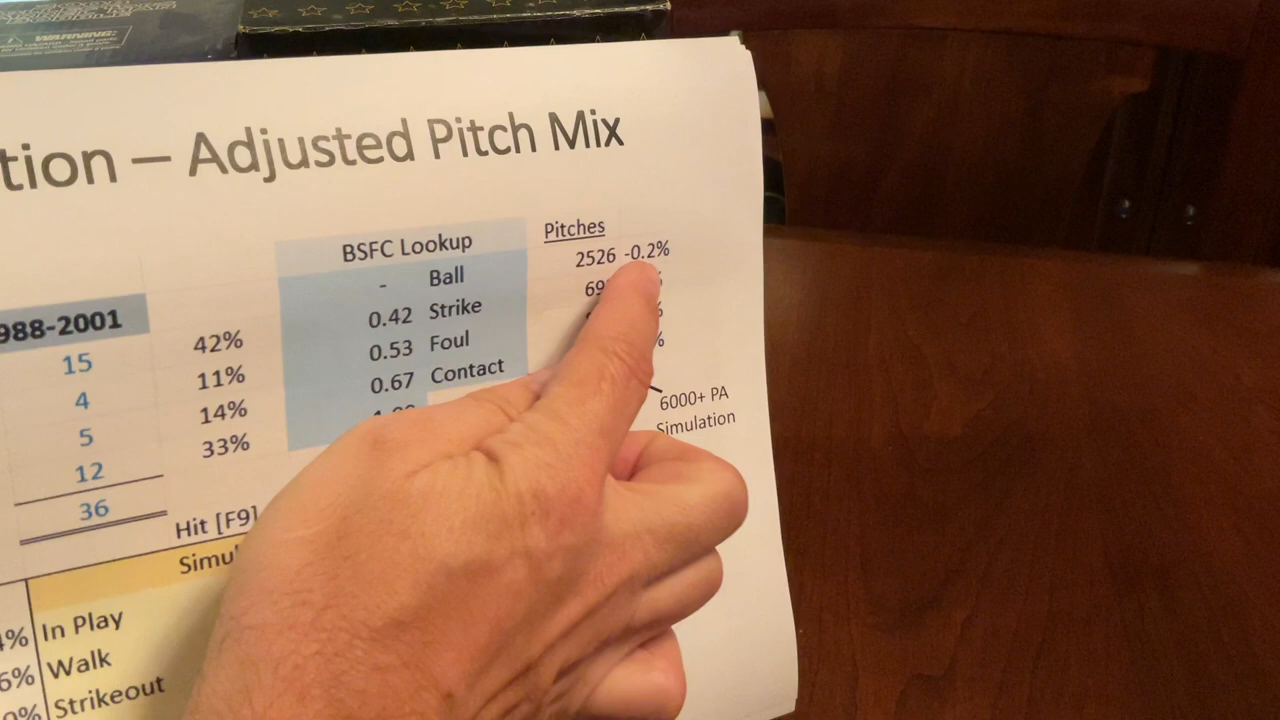 WARNING:
tion – Adjusted Pitch Mix
BSFC Lookup
Pitches
- Ball
2526 -0.2%
988-2001
0.42 Strike
15
42%
0.53 Foul
4
11%
0.67 Contact
5
14%
6000+ PA
Simulation
12
33%
36
Hit [F9]
In Play
Walk
Strikeout